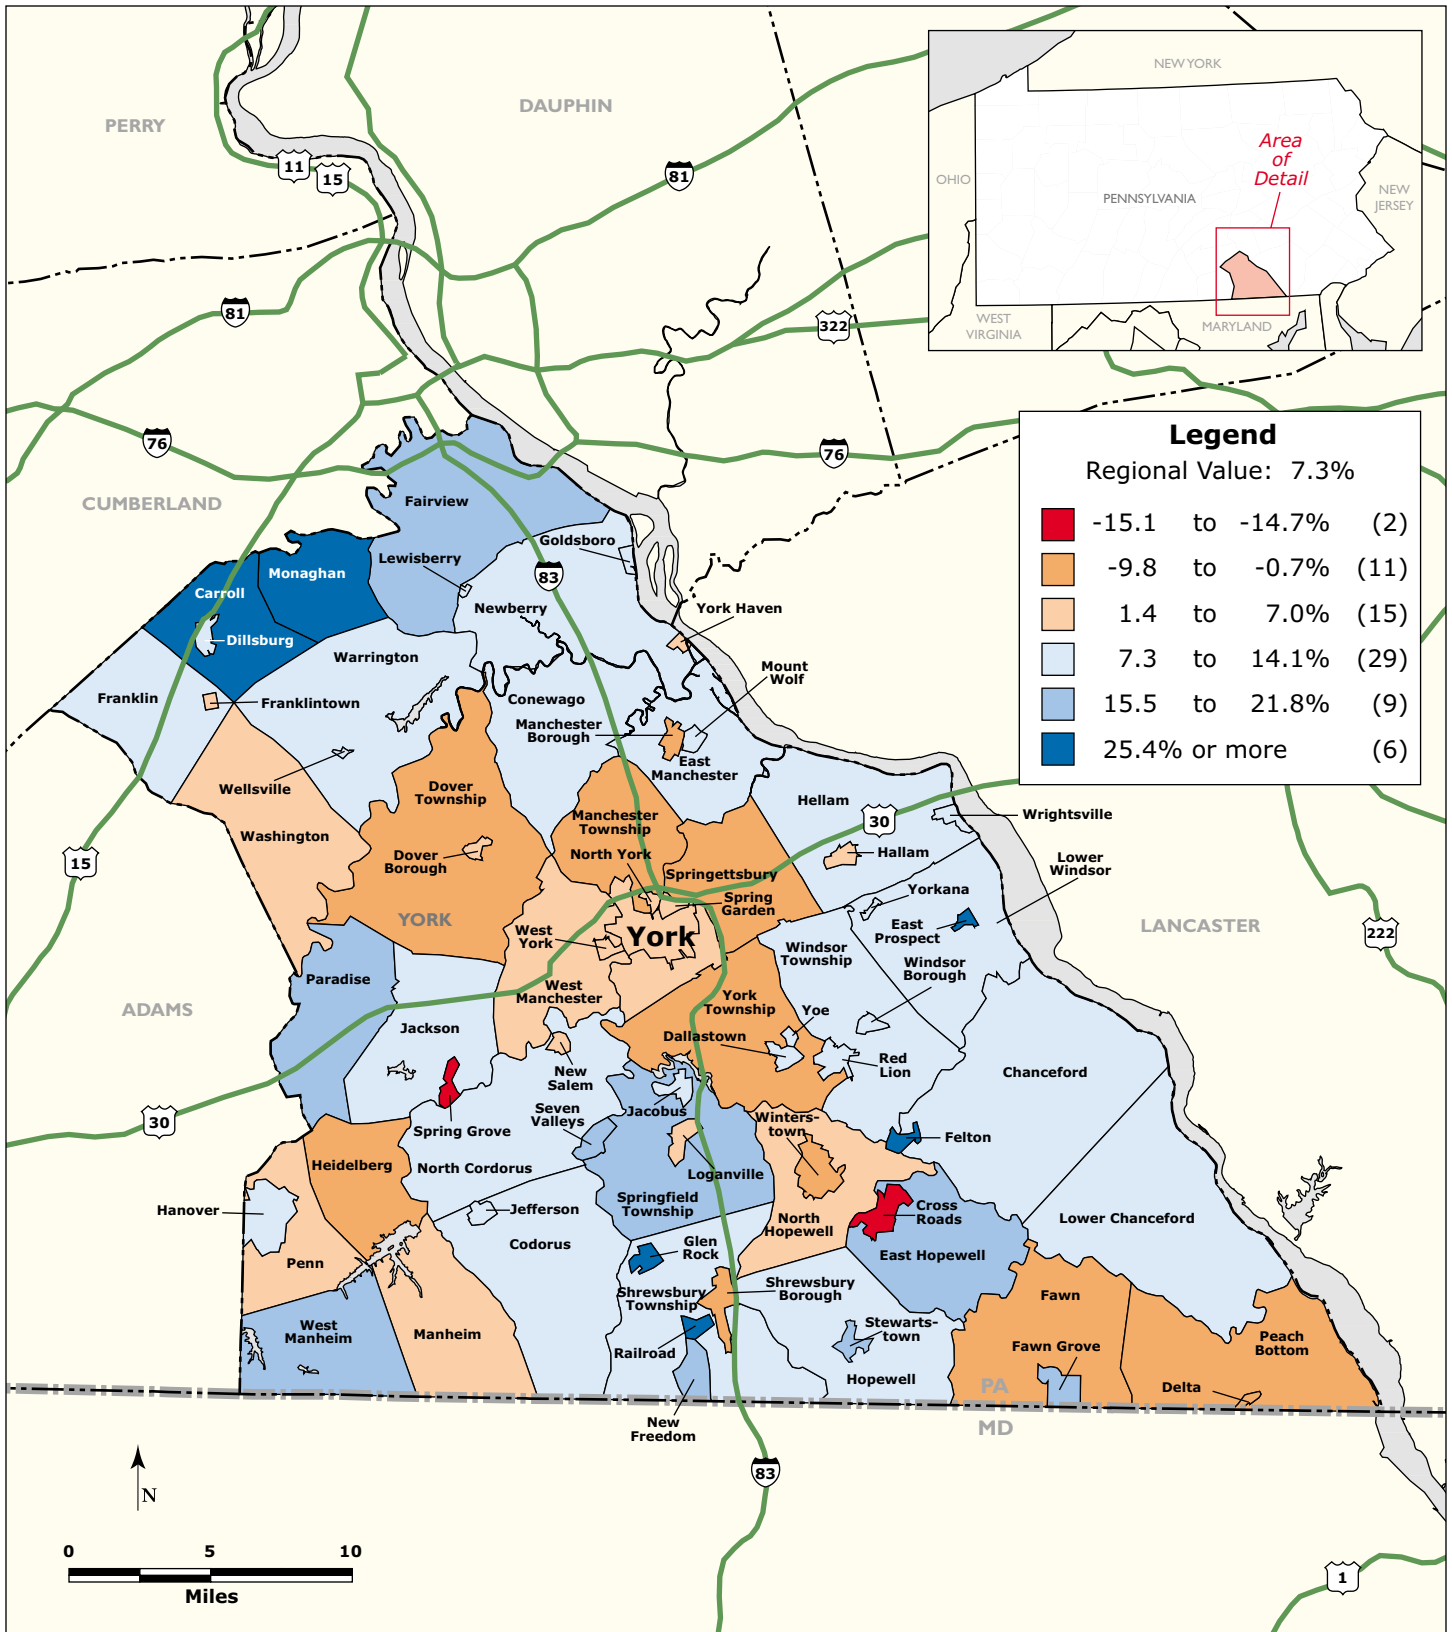 PERRY
DAUPHIN
11
15
81
81
322
76
76
CUMBERLAND
NEW YORK
OHIO
PENNSYLVANIA
Area
of
Detail
NEW
JERSEY
WEST
VIRGINIA
MARYLAND
Legend
Regional Value: 7.3%
-15.1 to -14.7% (2)
-9.8 to -0.7% (11)
1.4 to 7.0% (15)
7.3 to 14.1% (29)
15.5 to 21.8% (9)
25.4% or more (6)
Fairview
Goldsboro
Lewisberry
83
Monaghan
Carroll
Newberry
York Haven
Dillsburg
Warrington
Mount
Wolf
Franklin
Franklintown
Conewago
Manchester
Borough
East
Manchester
Wellsville
Dover
Township
Hellam
Washington
Manchester
Township
30
Wrightsville
15
Dover
Borough
North York
Hallam
Lower
Windsor
Springettsbury
Yorkana
YORK
Spring
Garden
East
Prospect
LANCASTER
222
West
York
York
Windsor
Township
Windsor
Borough
Paradise
West
Manchester
York
Township
ADAMS
Jackson
Yoe
Dallastown
Red
Lion
Chanceford
New
Salem
30
Spring Grove
Seven
Valleys
Jacobus
Winters-
town
Felton
Heidelberg
North Cordorus
Loganville
Hanover
Jefferson
Springfield
Township
North
Hopewell
Cross
Roads
Lower Chanceford
Codorus
Glen
Rock
East Hopewell
Penn
Shrewsbury
Township
Shrewsbury
Borough
Fawn
West
Manheim
Manheim
Stewarts-
town
Railroad
Fawn Grove
Peach
Bottom
Hopewell
Delta
PA
MD
New
Freedom
83
N
0 5 10
Miles
1